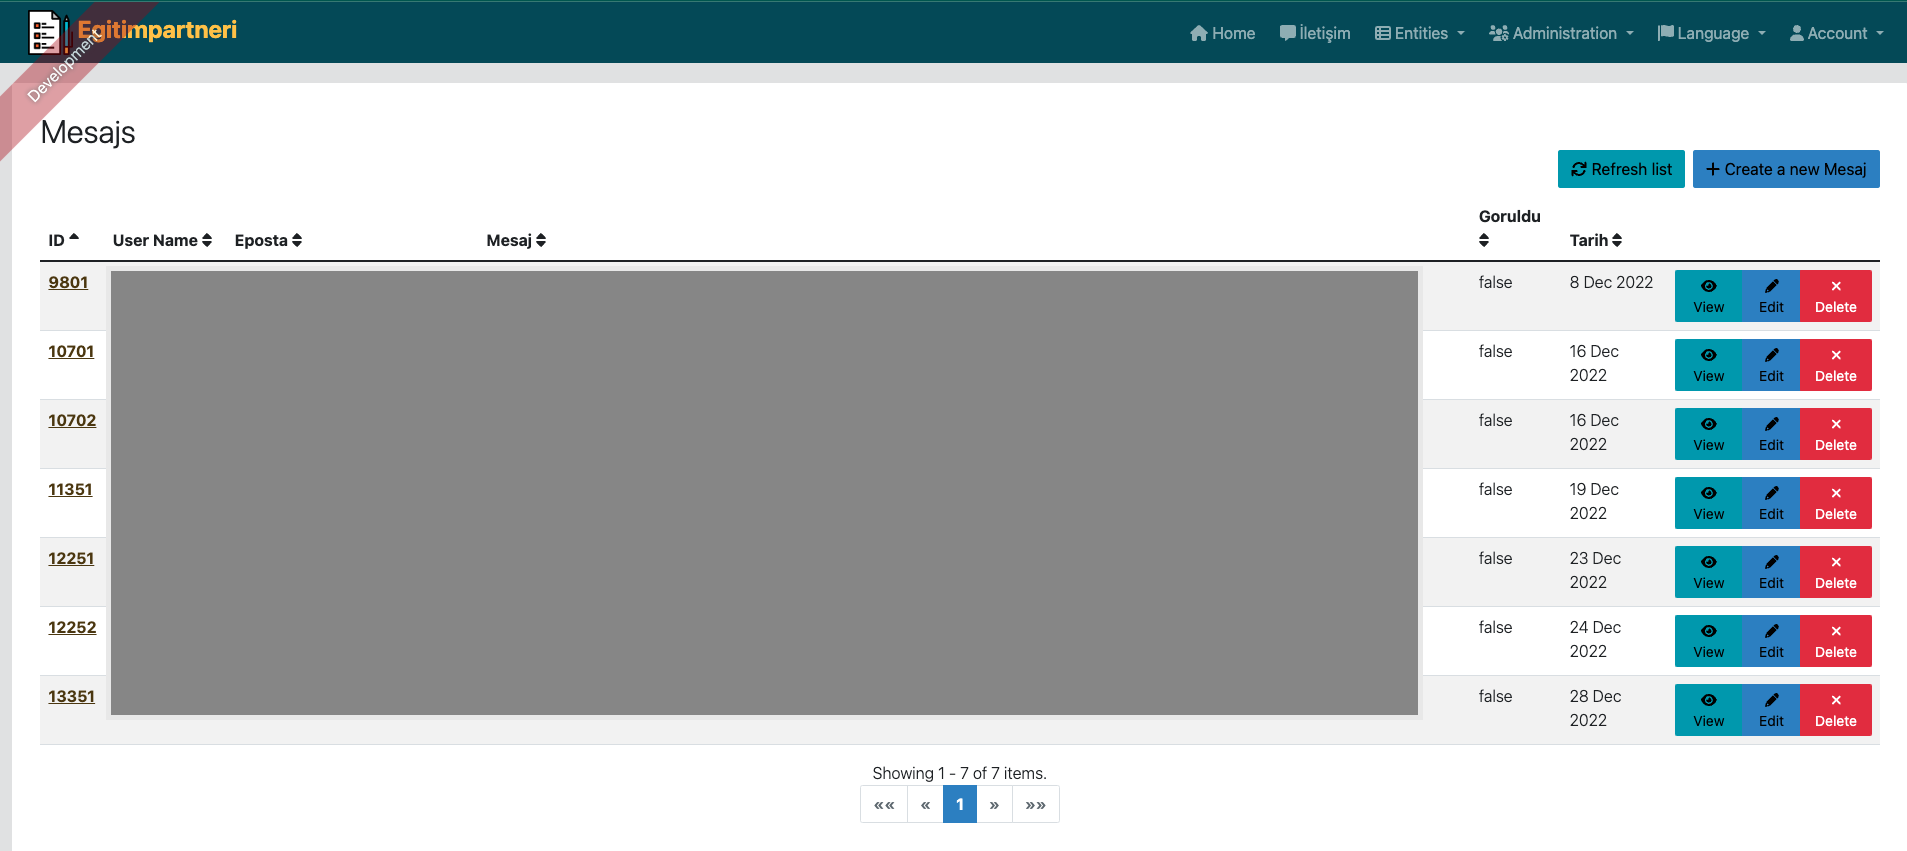 Egitimpartneri
Development
Home İletişim Entities Administration Language Account
Mesajs
Refresh list Create a new Mesaj
ID User Name Eposta Mesaj Goruldu Tarih
9801 false 8 Dec 2022 View Edit Delete
10701 false 16 Dec 2022 View Edit Delete
10702 false 16 Dec 2022 View Edit Delete
11351 false 19 Dec 2022 View Edit Delete
12251 false 23 Dec 2022 View Edit Delete
12252 false 24 Dec 2022 View Edit Delete
13351 false 28 Dec 2022 View Edit Delete
Showing 1 - 7 of 7 items.
«« « 1 » »»